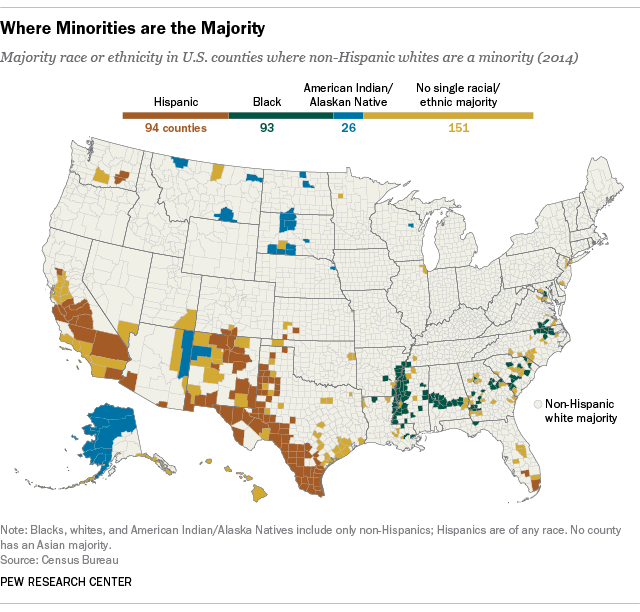 Where Minorities are the Majority
Majority race or ethnicity in U.S. counties where non-Hispanic whites are a minority (2014)
Hispanic
Black
American Indian/
Alaskan Native
No single racial/
ethnic majority
94 counties
93
26
151
Non-Hispanic
white majority
Note: Blacks, whites, and American Indian/Alaska Natives include only non-Hispanics; Hispanics are of any race. No county
has an Asian majority.
Source: Census Bureau
PEW RESEARCH CENTER